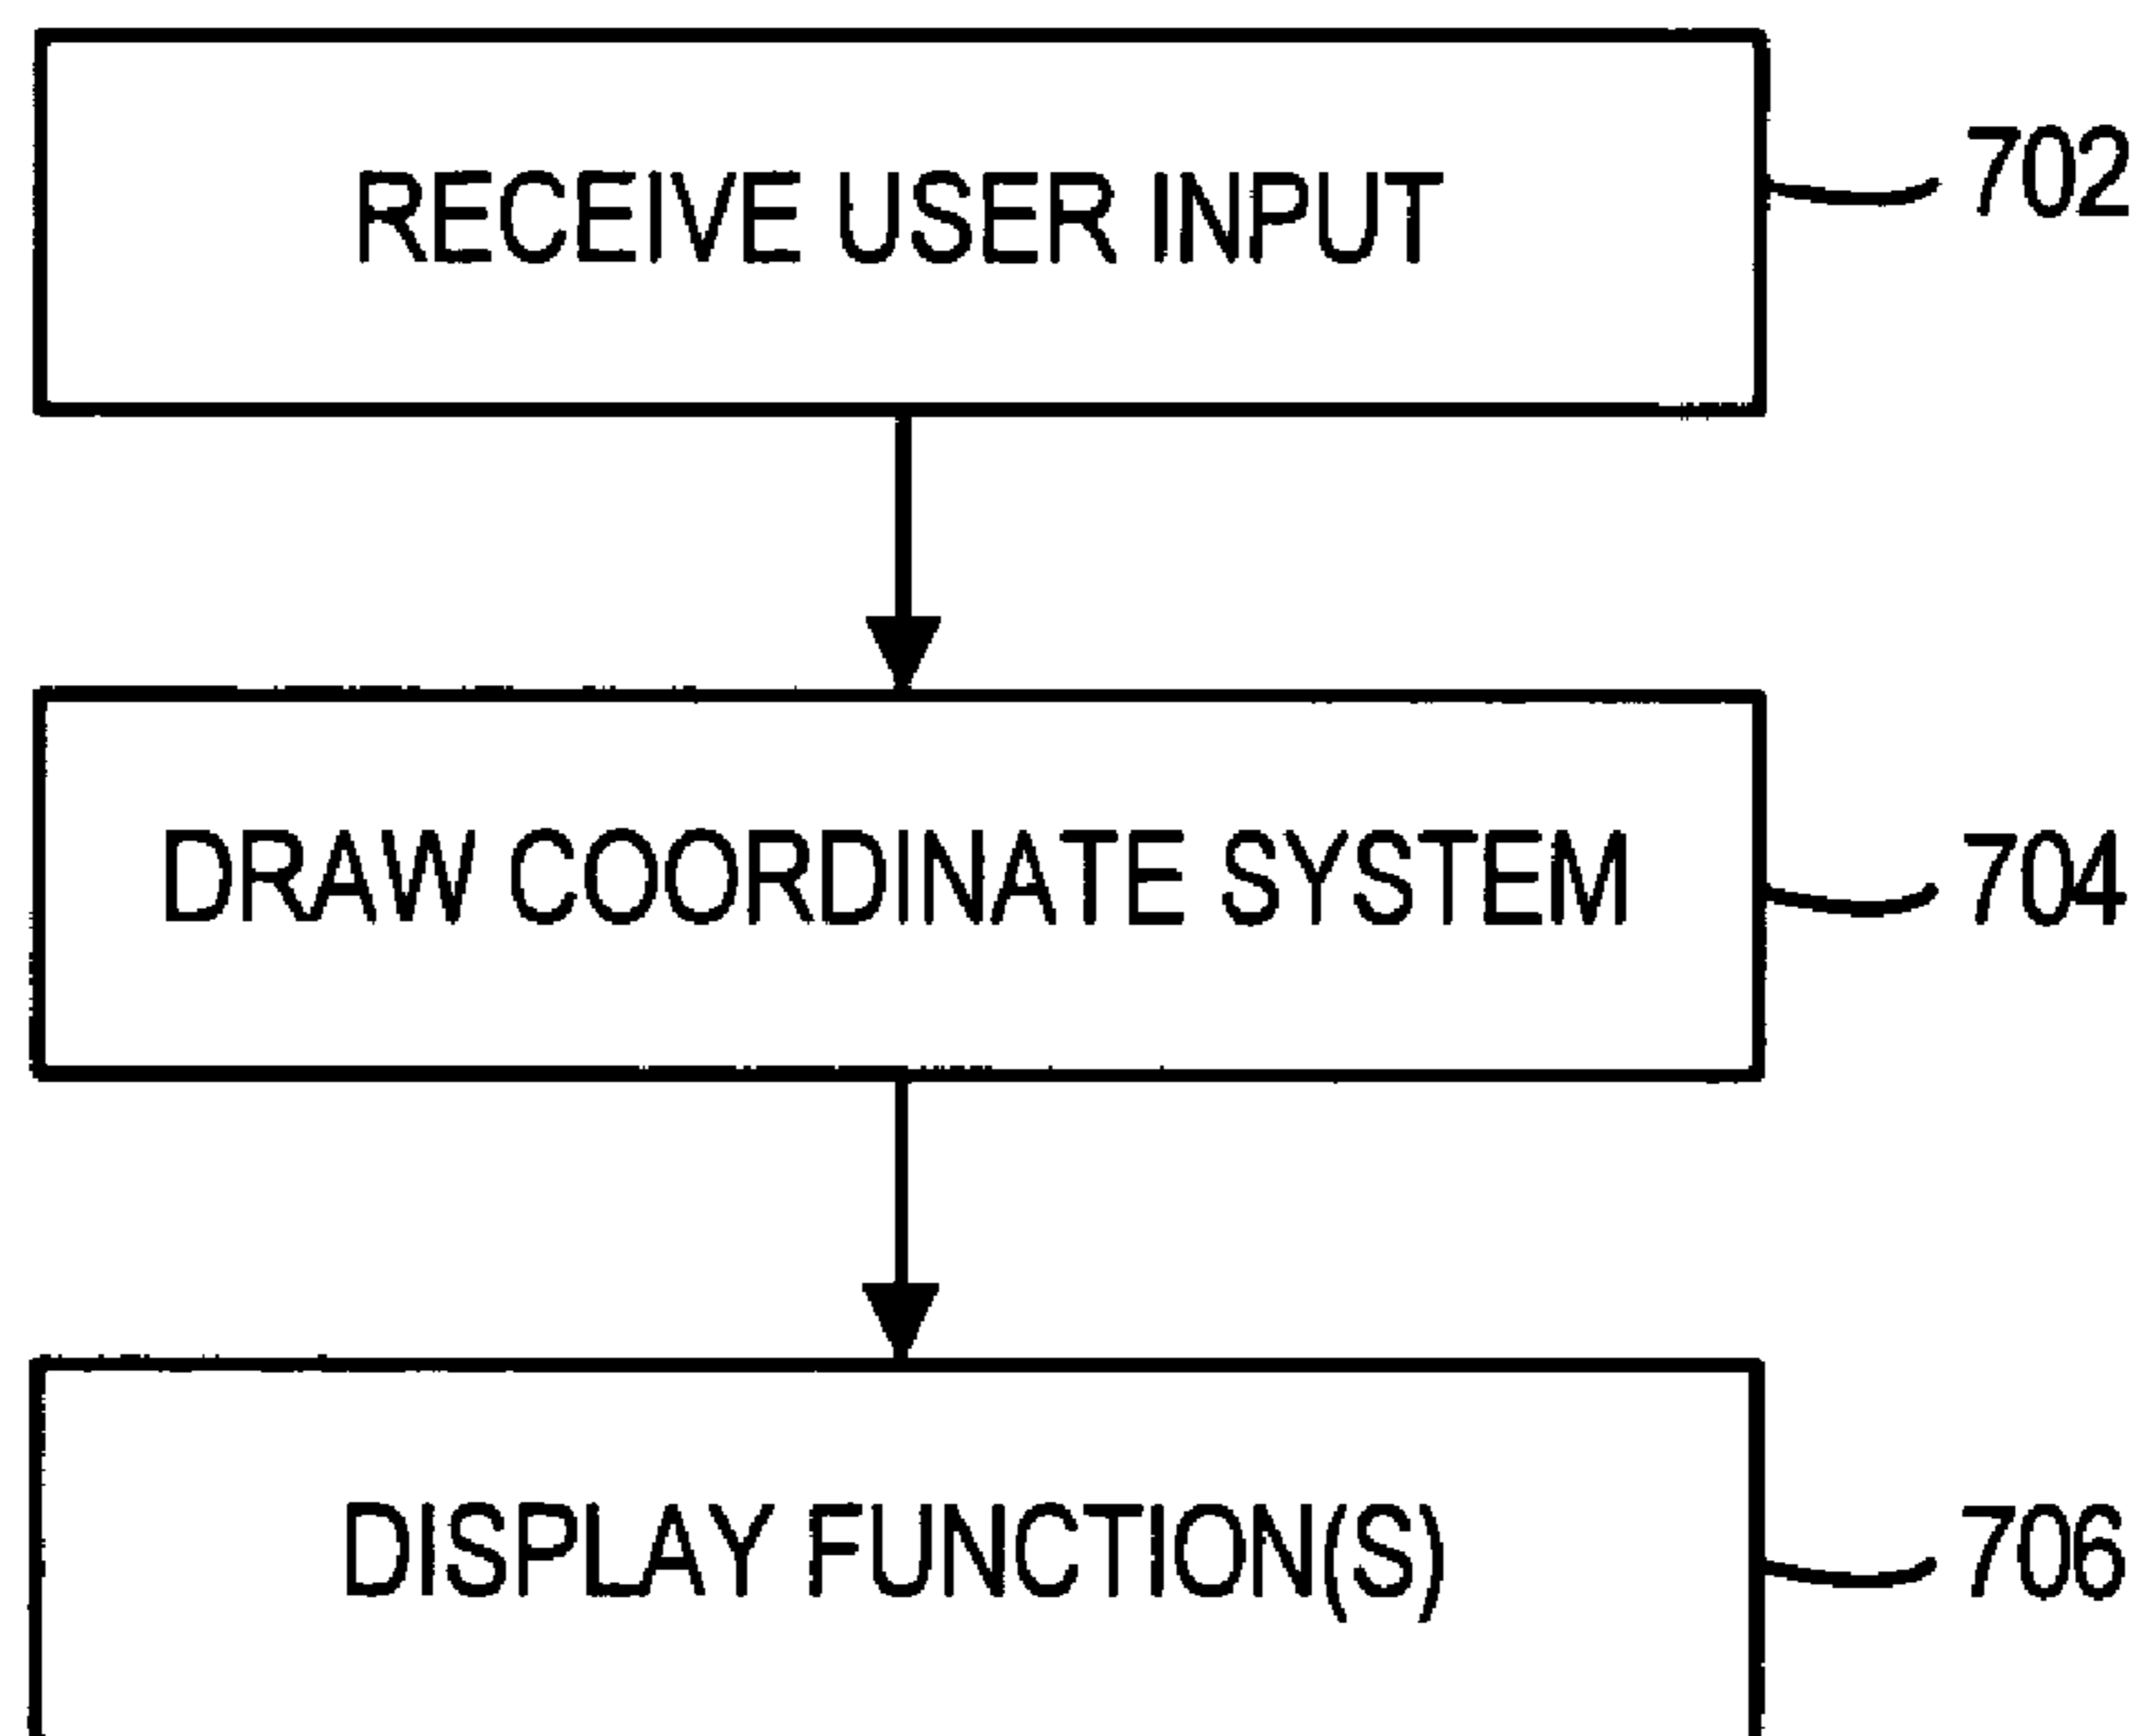 RECEIVE USER INPUT
702
DRAW COORDINATE SYSTEM
704
DISPLAY FUNCTION(S)
706